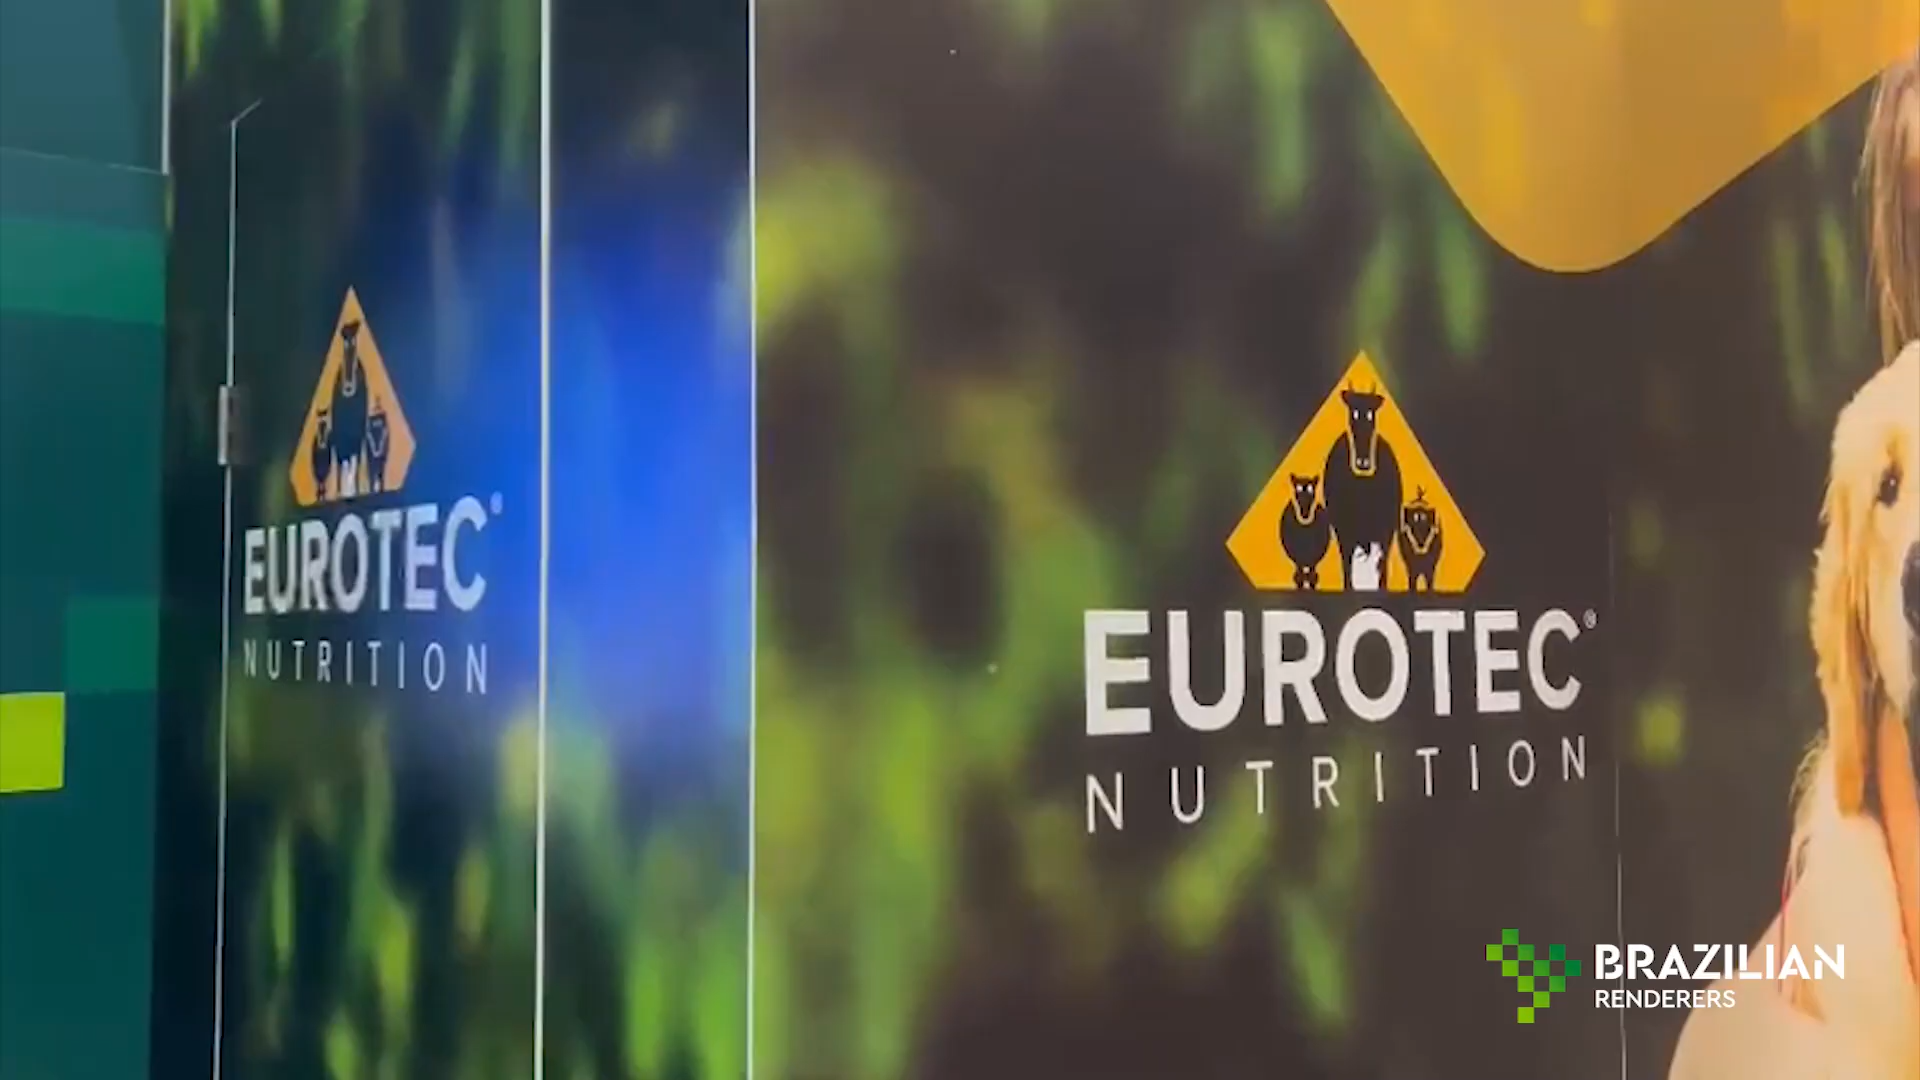 EUROTEC®
NUTRITION
EUROTEC®
NUTRITION
BRAZILIAN
RENDERERS